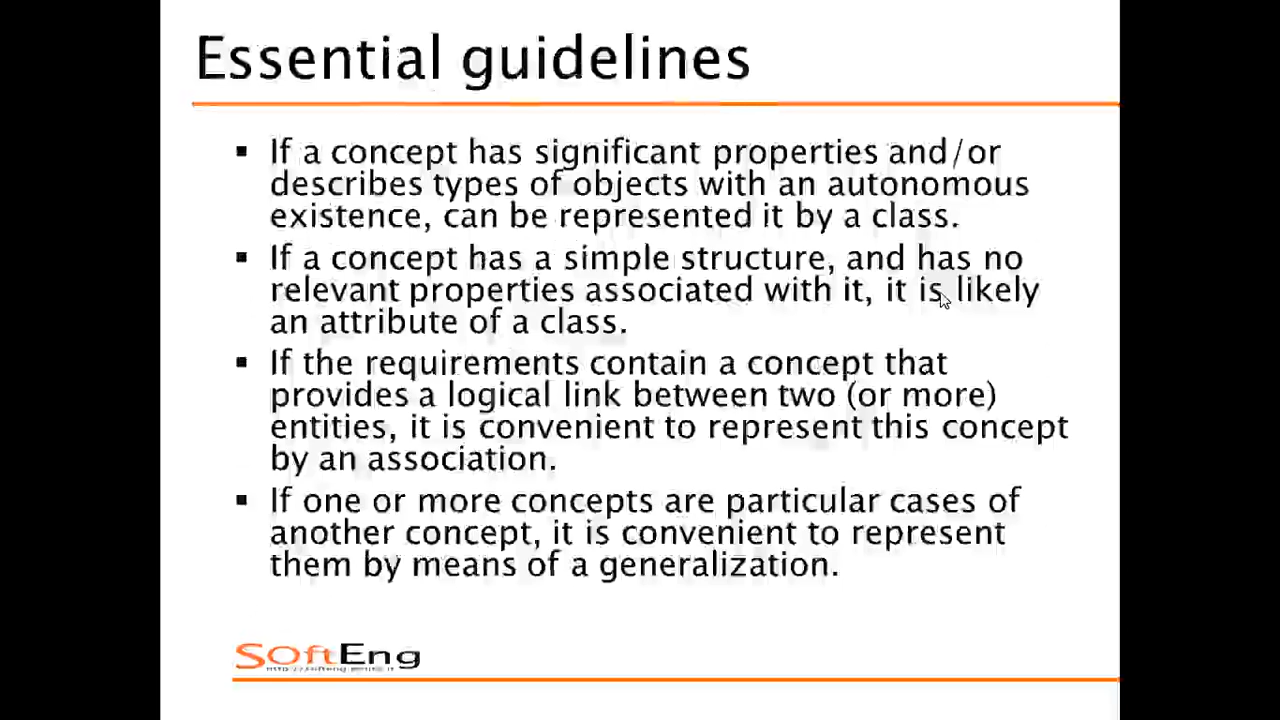 Essential guidelines
▪ If a concept has significant properties and/or
describes types of objects with an autonomous
existence, can be represented it by a class.
▪ If a concept has a simple structure, and has no
relevant properties associated with it, it is likely
an attribute of a class.
▪ If the requirements contain a concept that
provides a logical link between two (or more)
entities, it is convenient to represent this concept
by an association.
▪ If one or more concepts are particular cases of
another concept, it is convenient to represent
them by means of a generalization.
SOftEng